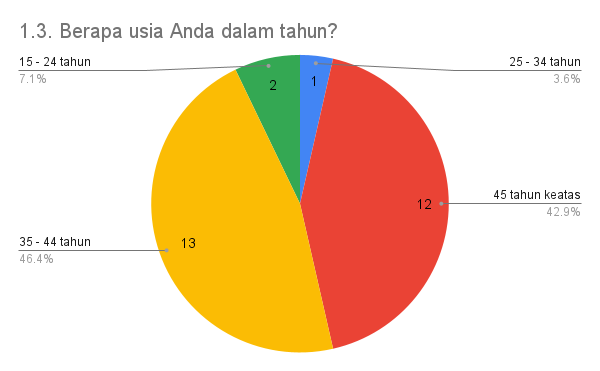 1.3. Berapa usia Anda dalam tahun?
15 - 24 tahun
7.1%
25 - 34 tahun
3.6%
2
1
45 tahun keatas
42.9%
12
35 - 44 tahun
46.4%
13